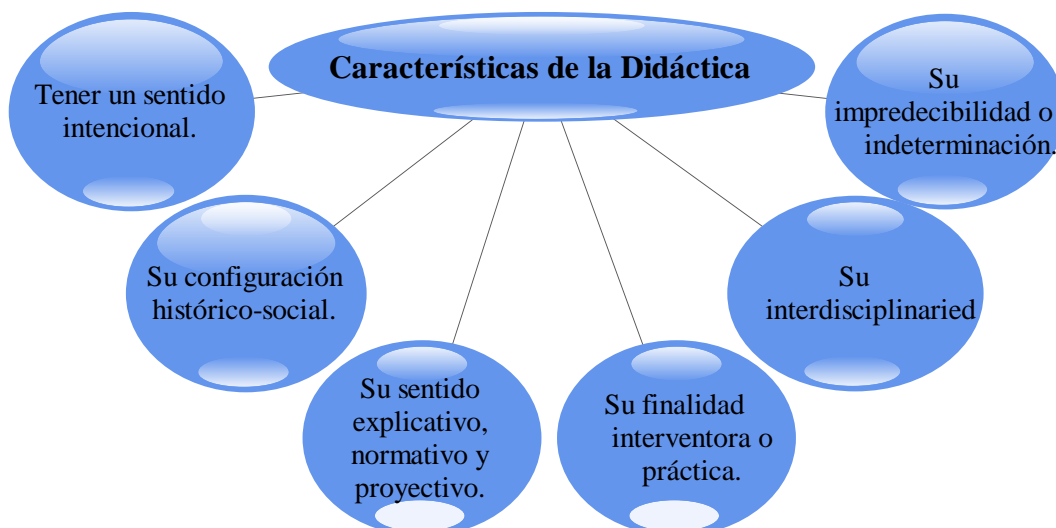 Características de la Didáctica
Tener un sentido
intencional.
Su configuración
histórico-social.
Su sentido
explicativo,
normativo y
proyectivo.
Su finalidad
interventora o
práctica.
Su
interdisciplinaried
Su
impredecibilidad o
indeterminación.